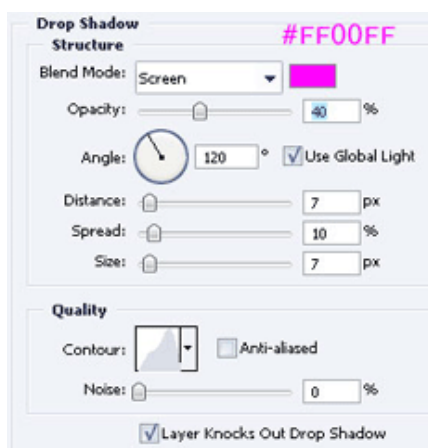 Drop Shadow
Structure
#FF00FF
Blend Mode: Screen
Opacity: 40 %
Angle: 120 ° Use Global Light
Distance: 7 px
Spread: 10 %
Size: 7 px
Quality
Contour: Anti-aliased
Noise: 0 %
Layer Knocks Out Drop Shadow